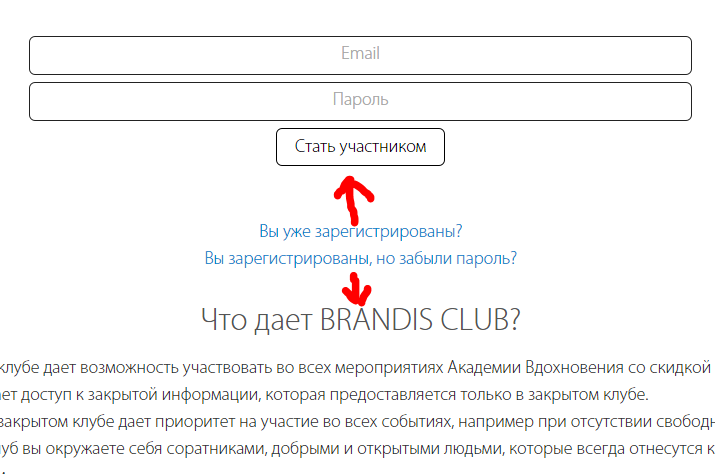 Email
Пароль
Стать участником
Вы уже зарегистрированы?
Вы зарегистрированы, но забыли пароль?
Что дает BRANDIS CLUB?
клубе дает возможность участвовать во всех мероприятиях Академии Вдохновения со скидкой
доступ к закрытой информации, которая предоставляется только в закрытом клубе.
закрытом клубе дает приоритет на участие во всех событиях, например при отсутствии
вы окружаете себя соратниками, добрыми и открытыми людьми, которые всегда отнесутся к